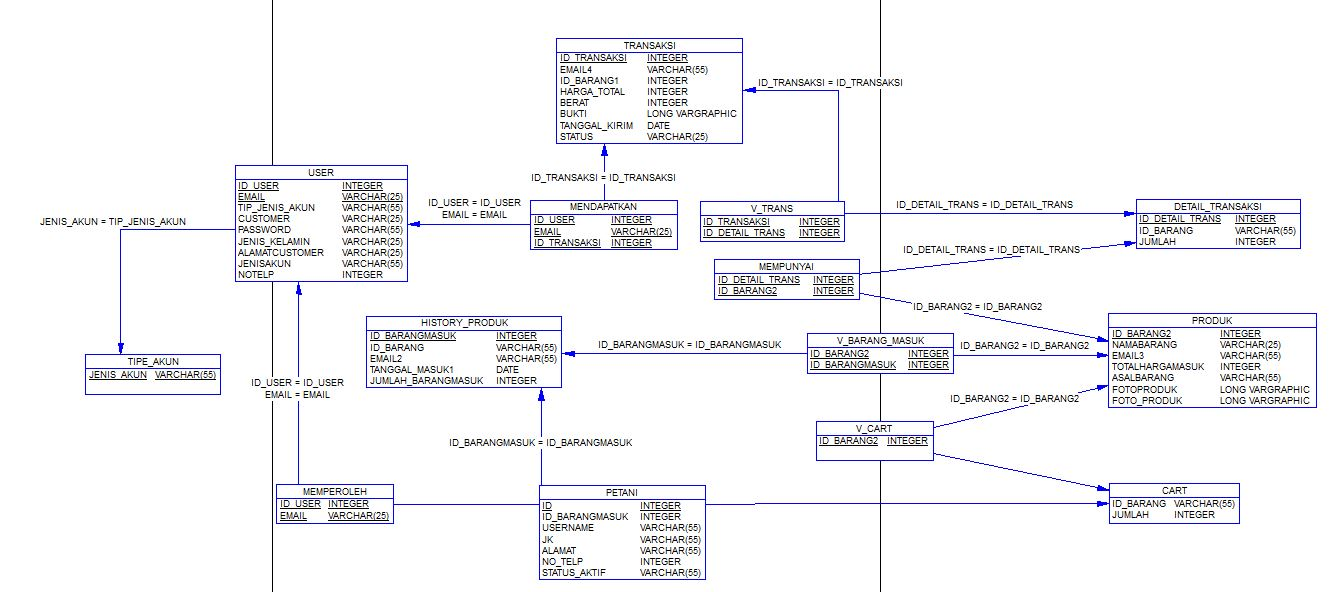 TRANSAKSI
ID_TRANSAKSI INTEGER
EMAIL4 VARCHAR(55)
ID_BARANG1 INTEGER
HARGA_TOTAL INTEGER
BERAT INTEGER
BUKTI LONG VARGRAPHIC
TANGGAL_KIRIM DATE
STATUS VARCHAR(25)
ID_TRANSAKSI = ID_TRANSAKSI
ID_TRANSAKSI = ID_TRANSAKSI
USER
ID_USER INTEGER
EMAIL VARCHAR(25)
TIP_JENIS_AKUN VARCHAR(55)
CUSTOMER VARCHAR(25)
PASSWORD VARCHAR(55)
JENIS_KELAMIN VARCHAR(25)
ALAMATCUSTOMER VARCHAR(25)
JENISAKUN VARCHAR(55)
NOTELP INTEGER
JENIS_AKUN = TIP_JENIS_AKUN
ID_USER = ID_USER
EMAIL = EMAIL
MENDAPATKAN
ID_USER INTEGER
EMAIL VARCHAR(25)
ID_TRANSAKSI INTEGER
V_TRANS
ID_TRANSAKSI INTEGER
ID_DETAIL_TRANS INTEGER
ID_DETAIL_TRANS = ID_DETAIL_TRANS
DETAIL_TRANSAKSI
ID_DETAIL_TRANS INTEGER
ID_BARANG VARCHAR(55)
JUMLAH INTEGER
ID_DETAIL_TRANS = ID_DETAIL_TRANS
MEMPUNYAI
ID_DETAIL_TRANS INTEGER
ID_BARANG2 INTEGER
ID_BARANG2 = ID_BARANG2
HISTORY_PRODUK
ID_BARANGMASUK INTEGER
ID_BARANG VARCHAR(55)
EMAIL2 VARCHAR(55)
TANGGAL_MASUK1 DATE
JUMLAH_BARANGMASUK INTEGER
ID_BARANGMASUK = ID_BARANGMASUK
V_BARANG_MASUK
ID_BARANG2 INTEGER
ID_BARANGMASUK INTEGER
ID_BARANG2 = ID_BARANG2
PRODUK
ID_BARANG2 INTEGER
NAMABARANG VARCHAR(25)
EMAIL3 VARCHAR(55)
TOTALHARGAMASUK INTEGER
ASALBARANG VARCHAR(55)
FOTOPRODUK LONG VARGRAPHIC
FOTO_PRODUK LONG VARGRAPHIC
TIPE_AKUN
JENIS_AKUN VARCHAR(55)
ID_USER = ID_USER
EMAIL = EMAIL
ID_BARANG2 = ID_BARANG2
V_CART
ID_BARANG2 INTEGER
ID_BARANGMASUK = ID_BARANGMASUK
MEMPEROLEH
ID_USER INTEGER
EMAIL VARCHAR(25)
PETANI
ID INTEGER
ID_BARANGMASUK INTEGER
USERNAME VARCHAR(55)
JK VARCHAR(55)
ALAMAT VARCHAR(55)
NO_TELP INTEGER
STATUS_AKTIF VARCHAR(55)
CART
ID_BARANG VARCHAR(55)
JUMLAH INTEGER